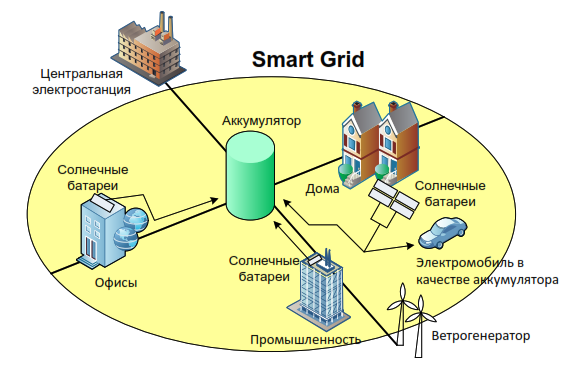 Smart Grid
Центральная
электростанция
Аккумулятор
Солнечные
батареи
Дома
Солнечные
батареи
Офисы
Солнечные
батареи
Электромобиль в
качестве аккумулятора
Промышленность
Ветрогенератор